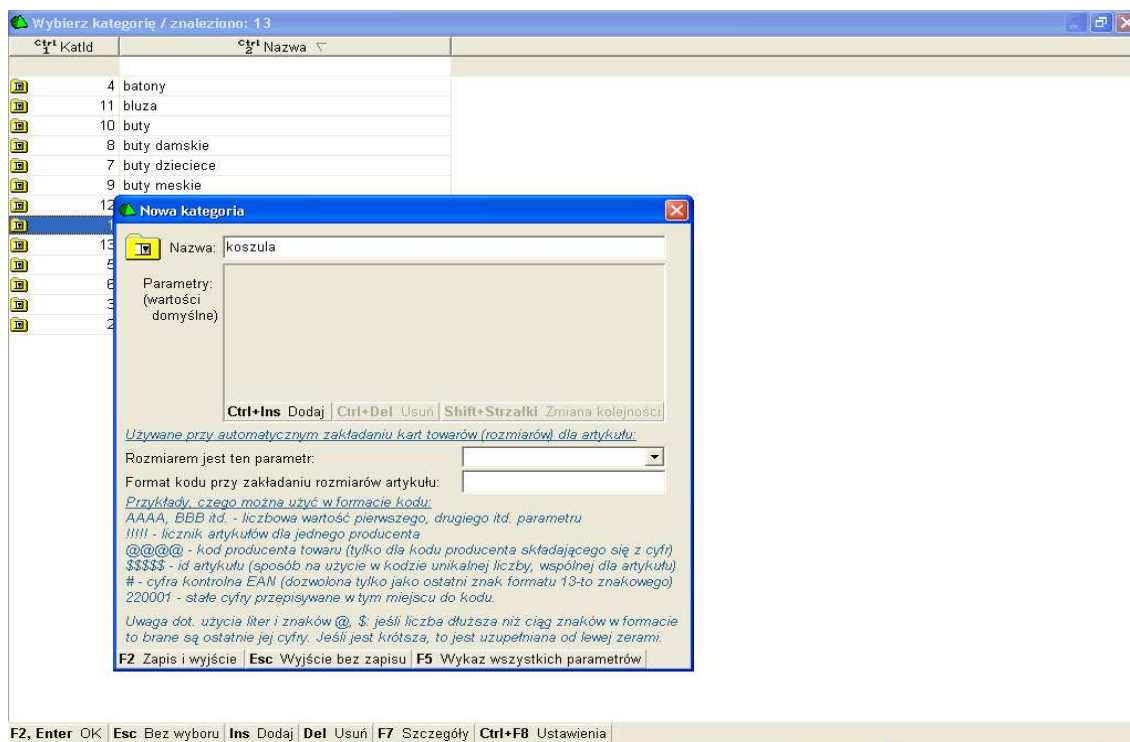 Wybierz kategorię / znaleziono: 13
Ctrl 1 KatId Ctrl 2 Nazwa
4 batony
11 bluza
10 buty
8 buty damskie
7 buty dzieciece
9 buty meskie
12
1
13
5
6
3
2
Nowa kategoria
Nazwa: koszula
Parametry:
(wartości
domyślne)
Ctrl+Ins Dodaj Ctrl+Del Usuń Shift+Strzałki Zmiana kolejności
Używane przy automatycznym zakładaniu kart towarów (rozmiarów) dla artykułu:
Rozmiarem jest ten parametr:
Format kodu przy zakładaniu rozmiarów artykułu:
Przykłady, czego można użyć w formacie kodu:
AAAA, BBB itd. - liczbowa wartość pierwszego, drugiego itd. parametru
!!!!! - licznik artykułów dla jednego producenta
@@@@ - kod producenta towaru (tylko dla kodu producenta składającego się z cyfr)
$$$$$ - id artykułu (sposób na użycie w kodzie unikalnej liczby, wspólnej dla artykułu)
# - cyfra kontrolna EAN (dozwolona tylko jako ostatni znak formatu 13-to znakowego)
220001 - stałe cyfry przepisywane w tym miejscu do kodu.
Uwaga dot. użycia liter i znaków @, $: jeśli liczba dłuższa niż ciąg znaków w formacie
to brane są ostatnie jej cyfry. Jeśli jest krótsza, to jest uzupełniana od lewej zerami.
F2 Zapis i wyjście Esc Wyjście bez zapisu F5 Wykaz wszystkich parametrów
F2, Enter OK Esc Bez wyboru Ins Dodaj Del Usuń F7 Szczegóły Ctrl+F8 Ustawienia